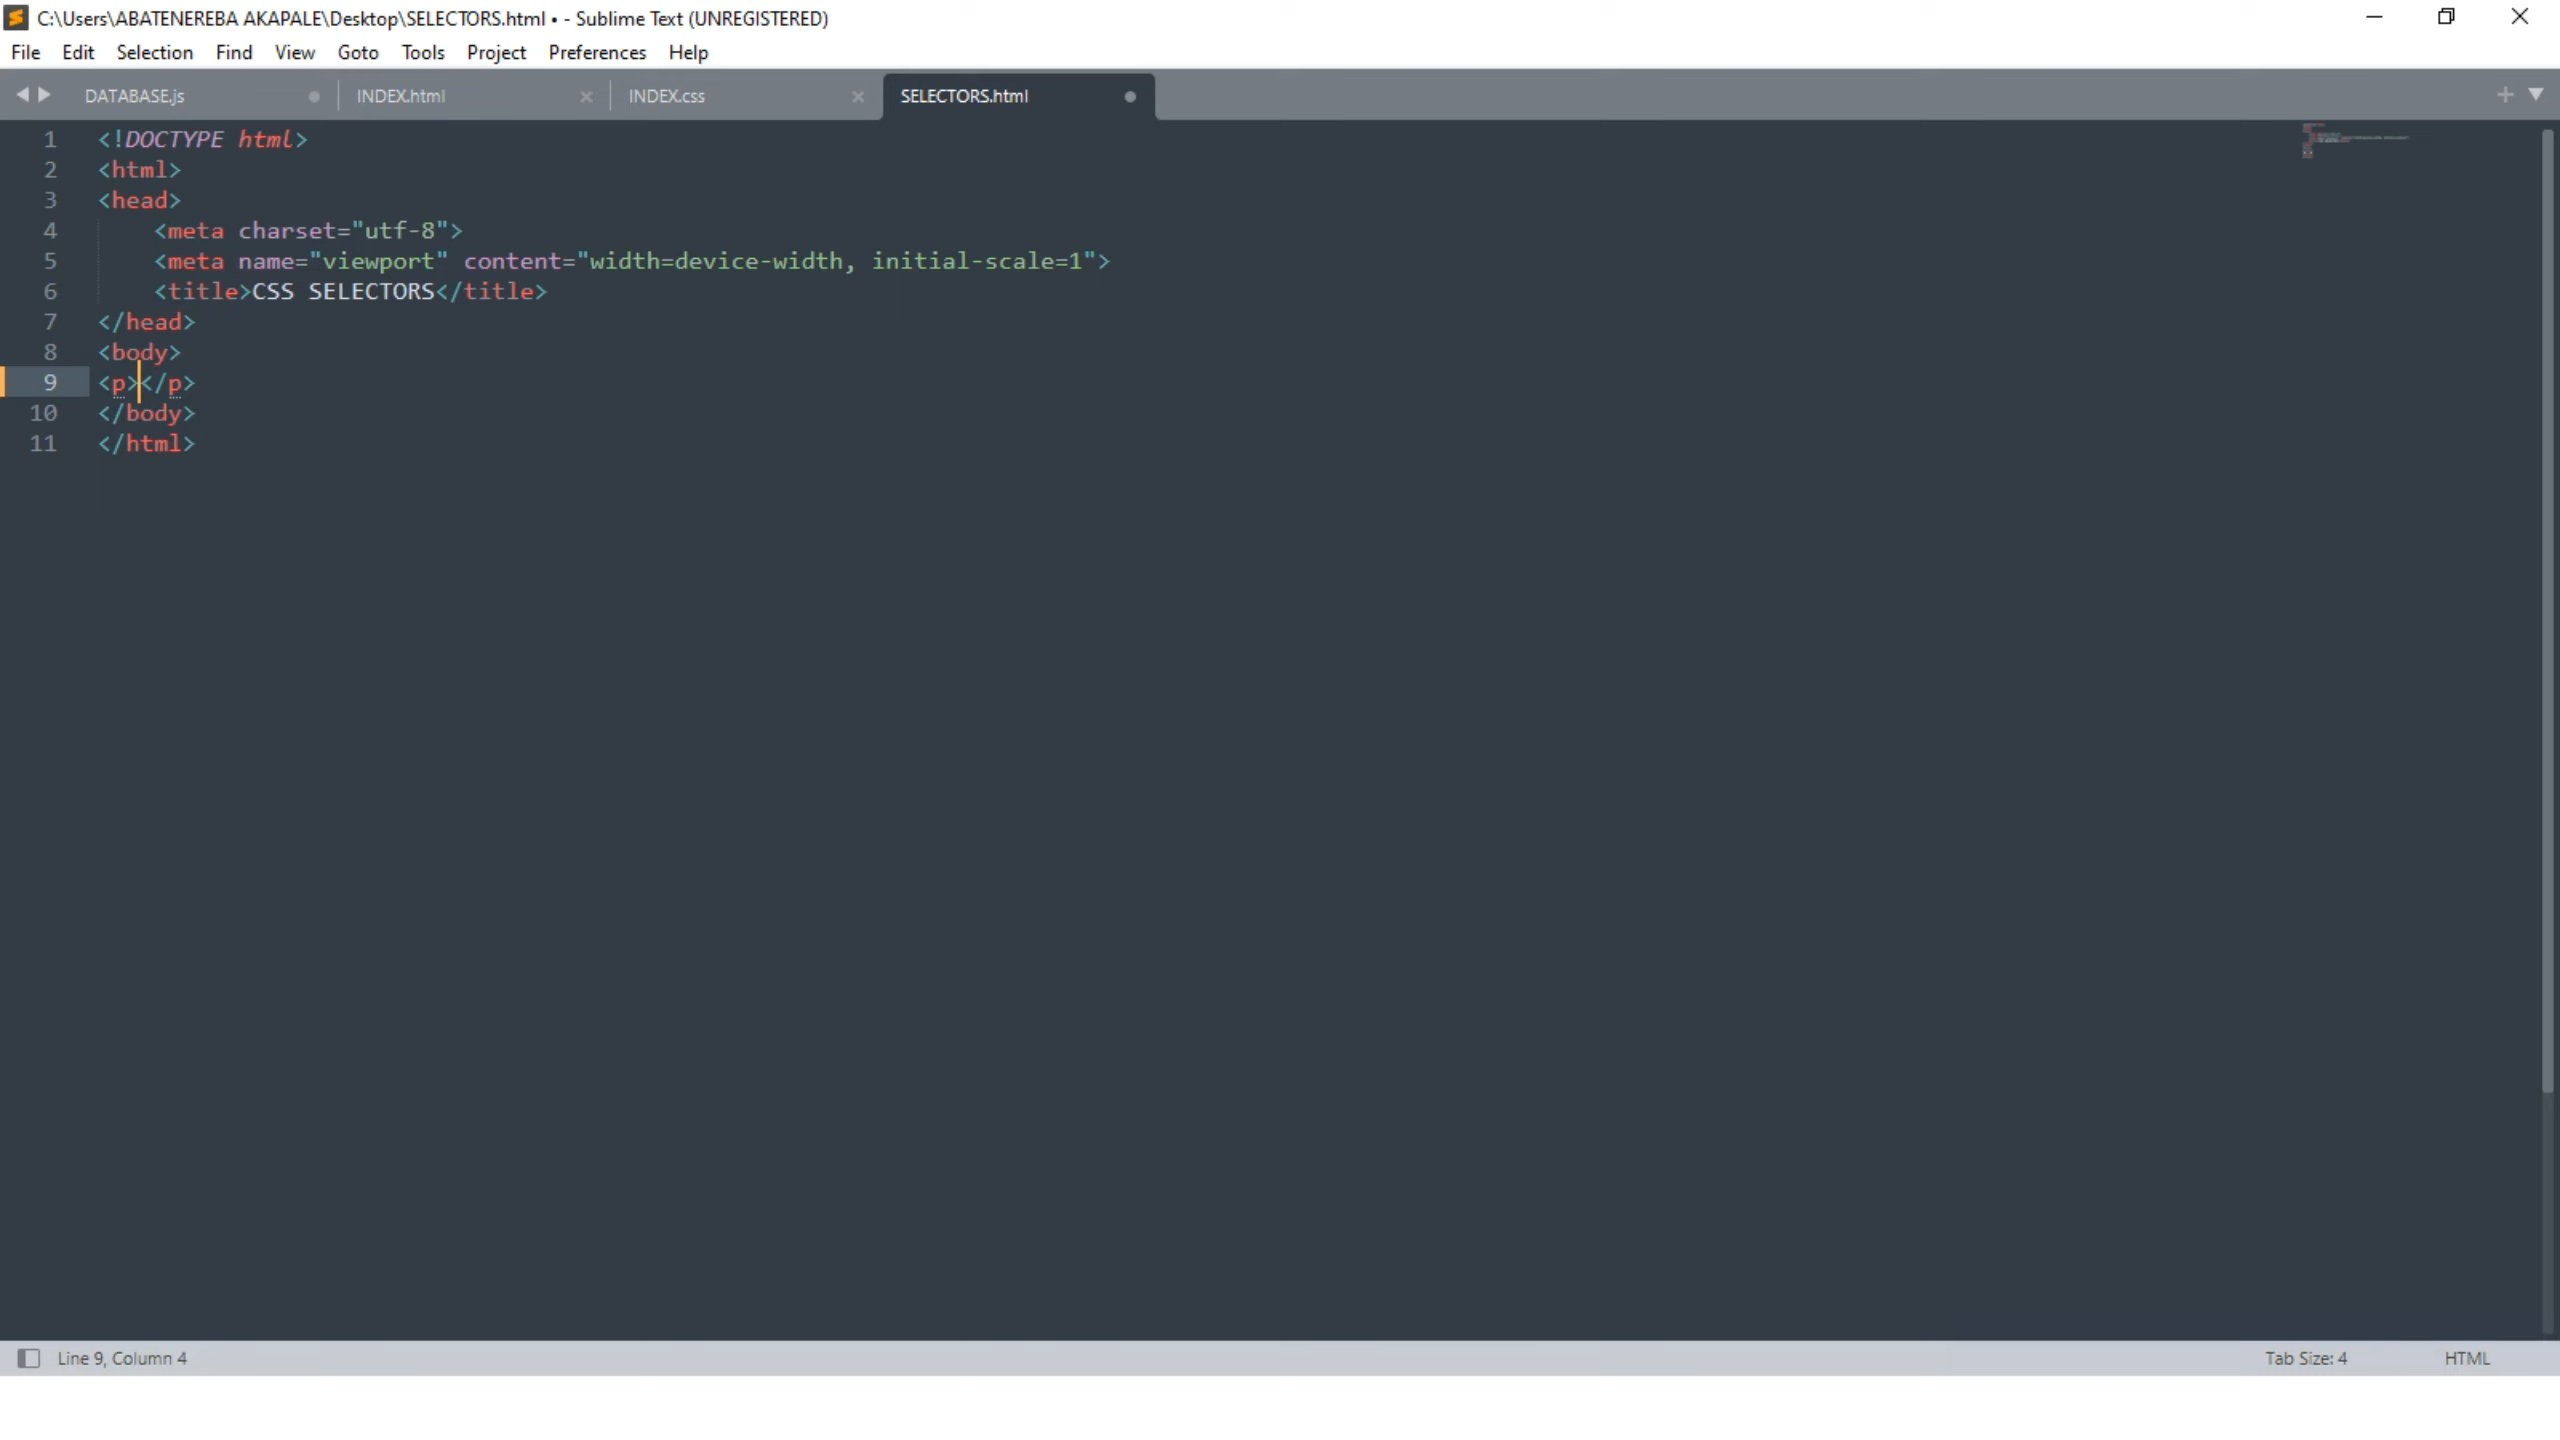 C:\Users\ABATENEREBA AKAPALE\Desktop\SELECTORS.html • - Sublime Text (UNREGISTERED)
File Edit Selection Find View Goto Tools Project Preferences Help
DATABASE.js INDEX.html INDEX.css SELECTORS.html
1 <!DOCTYPE html>
2 <html>
3 <head>
4 <meta charset="utf-8">
5 <meta name="viewport" content="width=device-width, initial-scale=1">
6 <title>CSS SELECTORS</title>
7 </head>
8 <body>
9 <p></p>
10 </body>
11 </html>
Line 9, Column 4 Tab Size: 4 HTML